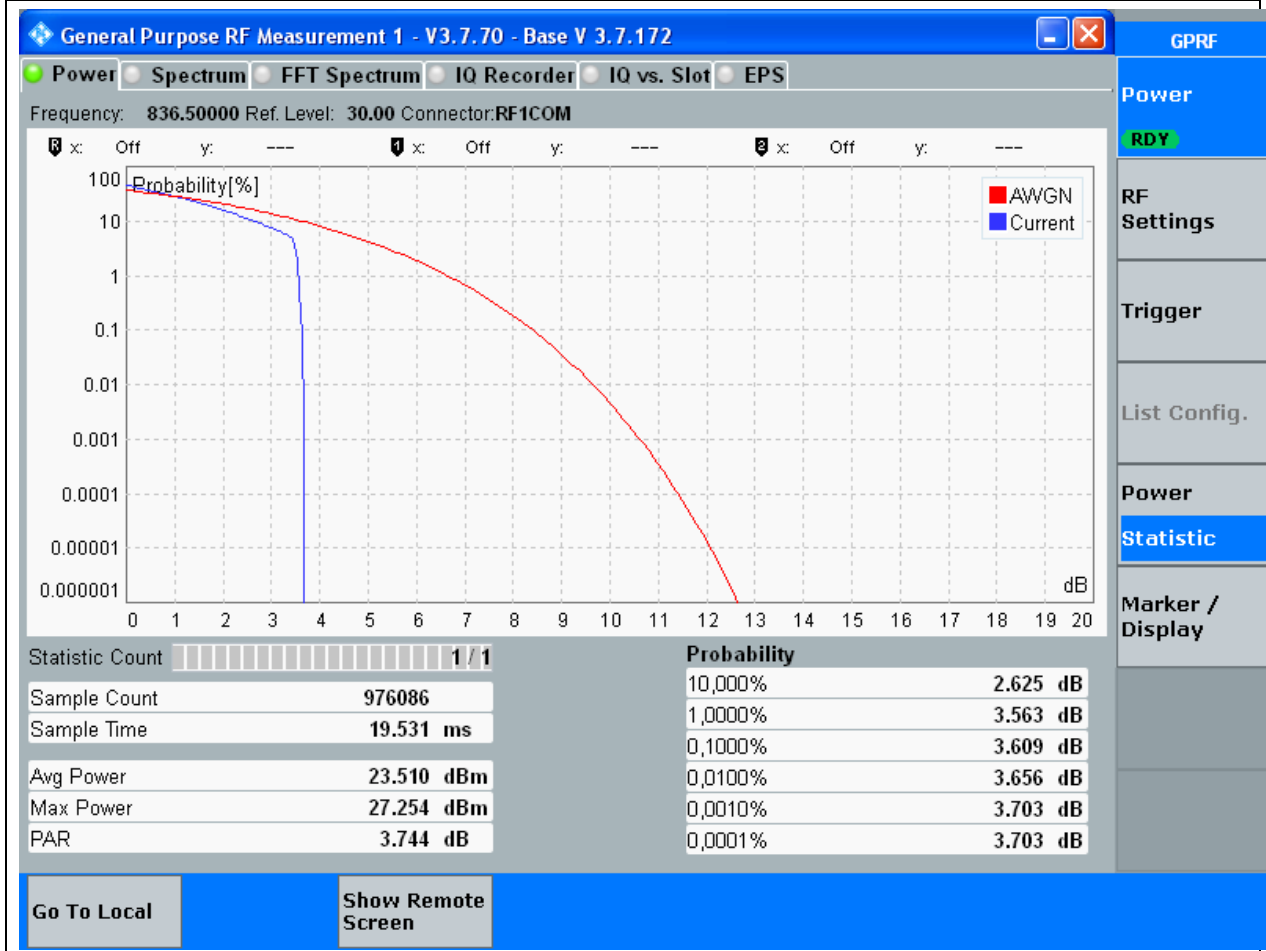 General Purpose RF Measurement 1 - V3.7.70 - Base V 3.7.172
Power Spectrum FFT Spectrum IQ Recorder IQ vs. Slot EPS
Frequency: 836.50000 Ref. Level: 30.00 Connector:RF1COM
R x: Off y: --- 1 x: Off y: --- 2 x: Off y: ---
Probability[%]
100
10
1
0.1
0.01
0.001
0.0001
0.00001
0.000001
AWGN
Current
dB
0 1 2 3 4 5 6 7 8 9 10 11 12 13 14 15 16 17 18 19 20
Statistic Count 1 / 1
Sample Count 976086
Sample Time 19.531 ms
Avg Power 23.510 dBm
Max Power 27.254 dBm
PAR 3.744 dB
Probability
10,000% 2.625 dB
1,0000% 3.563 dB
0,1000% 3.609 dB
0,0100% 3.656 dB
0,0010% 3.703 dB
0,0001% 3.703 dB
Go To Local
Show Remote
Screen
GPRF
Power
RDY
RF
Settings
Trigger
List Config.
Power
Statistic
Marker /
Display